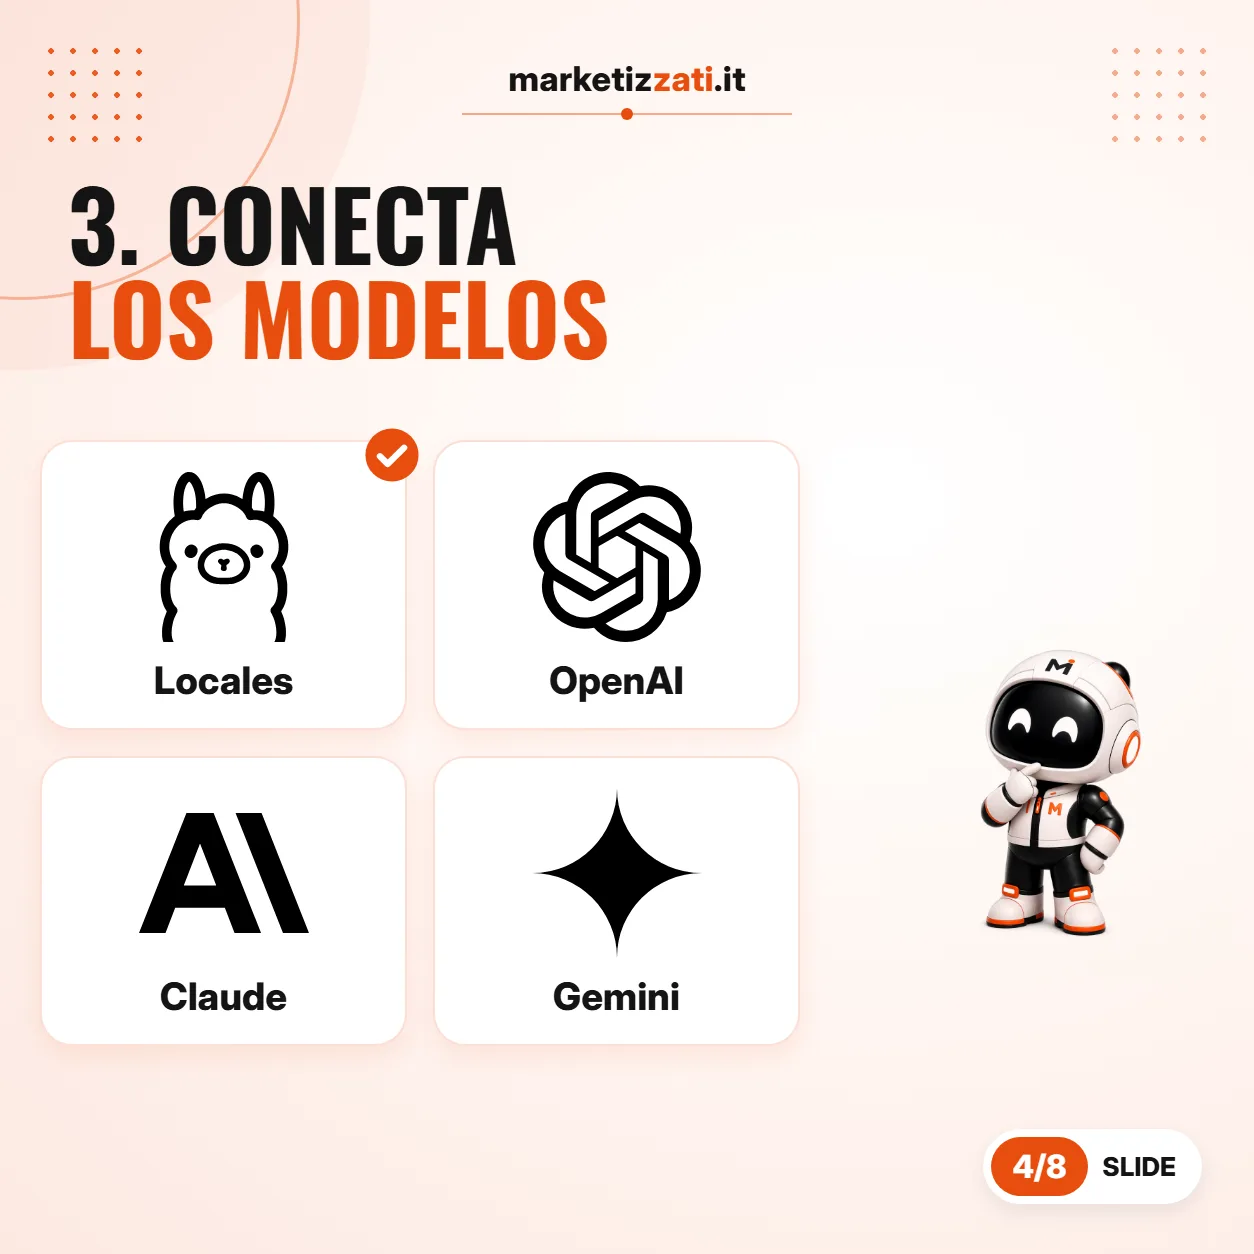 marketizzati.it
3. CONECTA
LOS MODELOS
Locales
OpenAI
Claude
Gemini
4/8 SLIDE